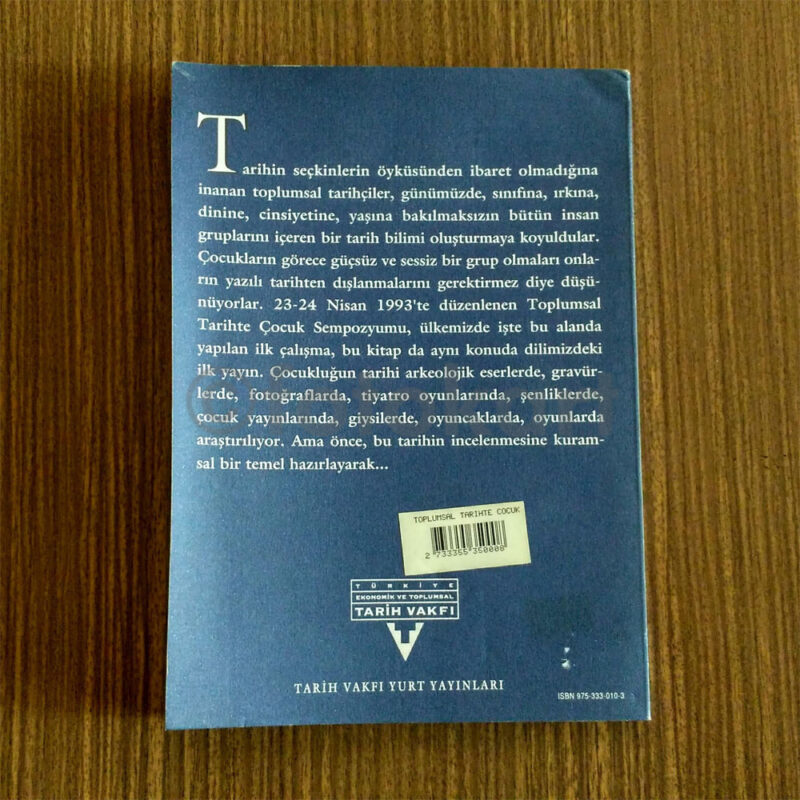 Tarihin seçkinlerin öyküsünden ibaret olmadığına
inanan toplumsal tarihçiler, günümüzde, sınıfına, ırkına,
dinine, cinsiyetine, yaşına bakılmaksızın bütün insan
gruplarını içeren bir tarih bilimi oluşturmaya koyuldular.
Çocukların görece güçsüz ve sessiz bir grup olmaları onla-
rın yazılı tarihten dışlanmalarını gerektirmez diye düşü-
nüyorlar. 23-24 Nisan 1993'te düzenlenen Toplumsal
Tarihte Çocuk Sempozyumu, ülkemizde işte bu alanda
yapılan ilk çalışma, bu kitap da aynı konuda dilimizdeki
ilk yayın. Çocukluğun tarihi arkeolojik eserlerde, gravür-
lerde, fotoğraflarda, tiyatro oyunlarında, şenliklerde,
çocuk yayınlarında, giysilerde, oyuncaklarda, oyunlarda
araştırılıyor. Ama önce, bu tarihin incelenmesine kuram-
sal bir temel hazırlayarak...
TOPLUMSAL TARIHTE COCUK
2 733355 350008
TÜRKİYE
EKONOMİK VE TOPLUMSAL
TARİH VAKFI
TARİH VAKFI YURT YAYINLARI
ISBN 975-333-010-3